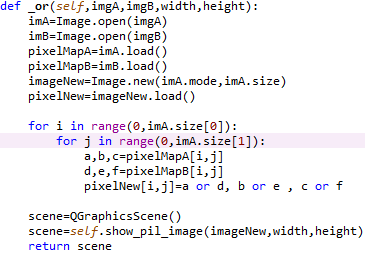 def _or(self,imgA,imgB,width,height):
    imA=Image.open(imgA)
    imB=Image.open(imgB)
    pixelMapA=imA.load()
    pixelMapB=imB.load()
    imageNew=Image.new(imA.mode,imA.size)
    pixelNew=imageNew.load()

    for i in range(0,imA.size[0]):
        for j in range(0,imA.size[1]):
            a,b,c=pixelMapA[i,j]
            d,e,f=pixelMapB[i,j]
            pixelNew[i,j]=a or d, b or e , c or f

    scene=QGraphicsScene()
    scene=self.show_pil_image(imageNew,width,height)
    return scene